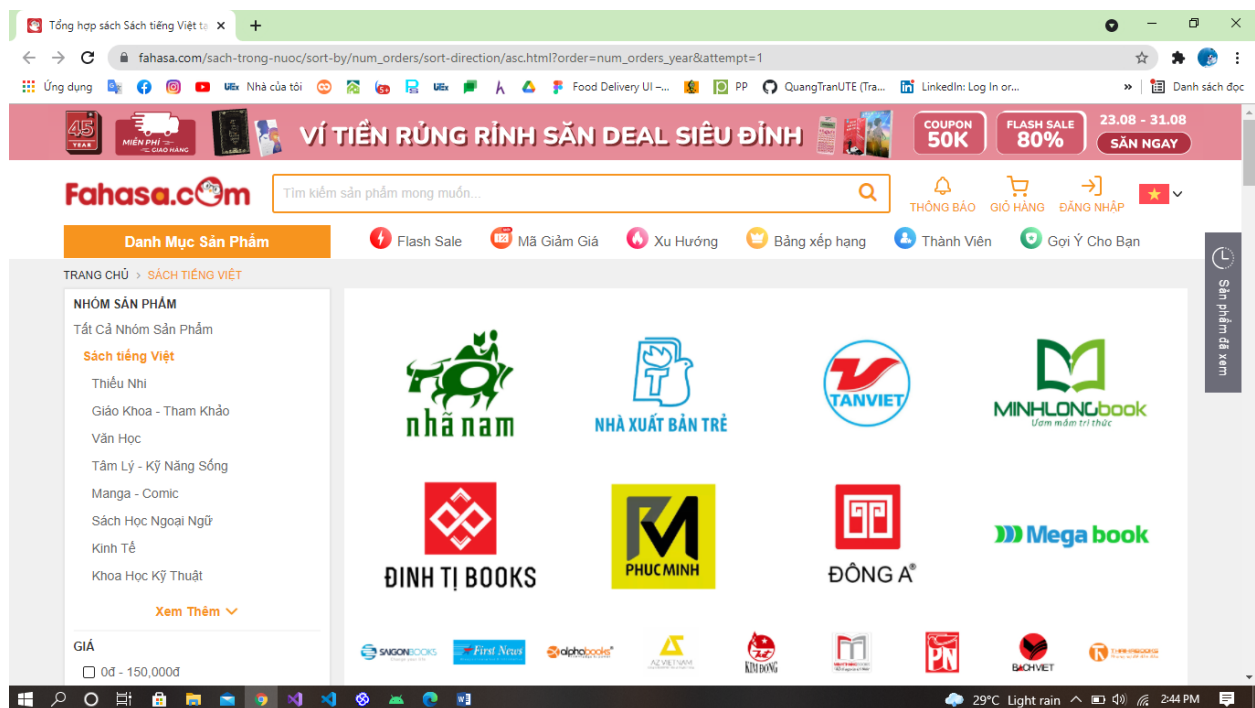 Tổng hợp sách Sách tiếng Việt tạ
fahasa.com/sach-trong-nuoc/sort-by/num_orders/sort-direction/asc.html?order=num_orders_year&attempt=1
Ứng dụng UEx Nhà của tôi UEx Food Delivery UI –... PP QuangTranUTE (Tra... LinkedIn: Log In or... » Danh sách đọc
45 YEAR MIỄN PHÍ GIAO HÀNG VÍ TIỀN RỦNG RỈNH SĂN DEAL SIÊU ĐỈNH COUPON 50K FLASH SALE 80% 23.08 - 31.08 SĂN NGAY
Fahasa.com Tìm kiếm sản phẩm mong muốn... THÔNG BÁO GIỎ HÀNG ĐĂNG NHẬP
Danh Mục Sản Phẩm Flash Sale Mã Giảm Giá Xu Hướng Bảng xếp hạng Thành Viên Gợi Ý Cho Bạn
TRANG CHỦ > SÁCH TIẾNG VIỆT
NHÓM SẢN PHẨM
Tất Cả Nhóm Sản Phẩm
Sách tiếng Việt
Thiếu Nhi
Giáo Khoa - Tham Khảo
Văn Học
Tâm Lý - Kỹ Năng Sống
Manga - Comic
Sách Học Ngoại Ngữ
Kinh Tế
Khoa Học Kỹ Thuật
Xem Thêm
GIÁ
0đ - 150,000đ
nhã nam
T
NHÀ XUẤT BẢN TRẺ
TANVIET
MINHLONGbook
Ươm mầm tri thức
ĐINH TỊ BOOKS
PHUCMINH
ĐÔNG A®
Mega book
SAIGONBOOKS First News alphabooks® AZ VIETNAM KIM ĐỒNG PN BACHVIET
Sản phẩm đã xem
29°C Light rain 2:44 PM